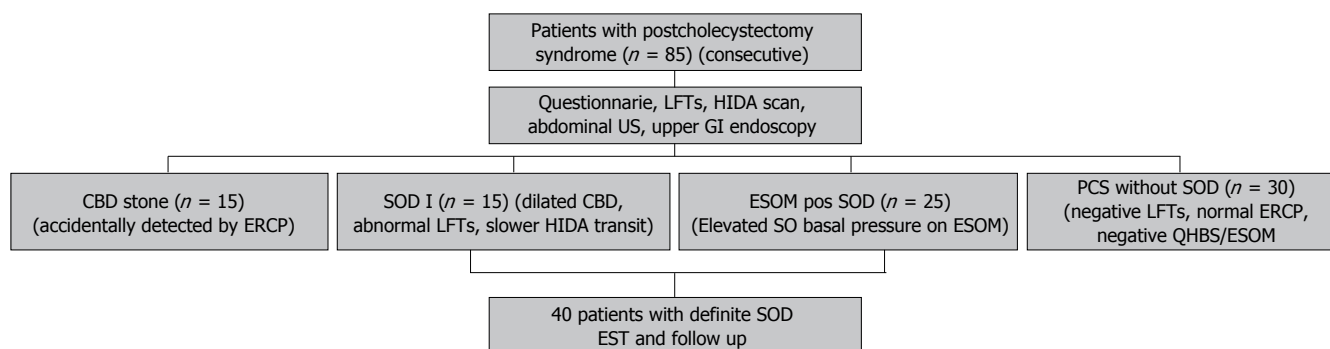 Patients with postcholecystectomy
syndrome (n = 85) (consecutive)
Questionnarie, LFTs, HIDA scan,
abdominal US, upper GI endoscopy
CBD stone (n = 15)
(accidentally detected by ERCP)
SOD I (n = 15) (dilated CBD,
abnormal LFTs, slower HIDA transit)
ESOM pos SOD (n = 25)
(Elevated SO basal pressure on ESOM)
PCS without SOD (n = 30)
(negative LFTs, normal ERCP,
negative QHBS/ESOM
40 patients with definite SOD
EST and follow up